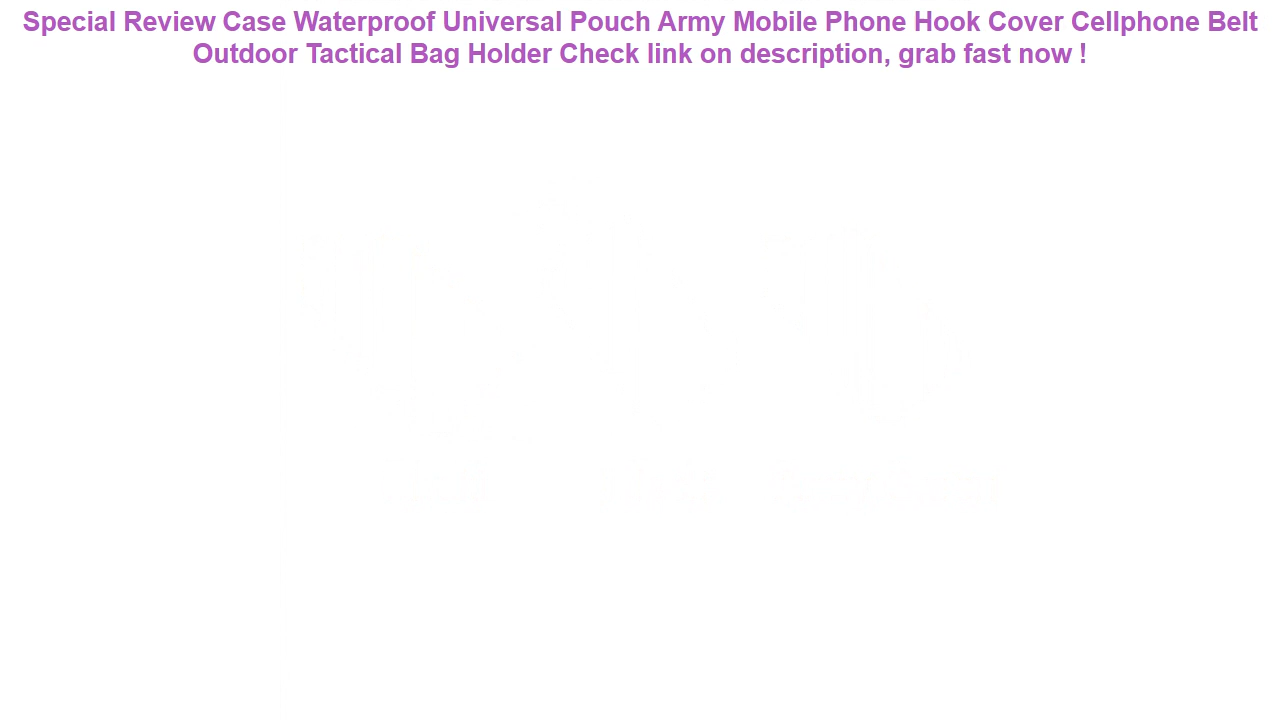 Special Review Case Waterproof Universal Pouch Army Mobile Phone Hook Cover Cellphone Belt
Outdoor Tactical Bag Holder Check link on description, grab fast now !